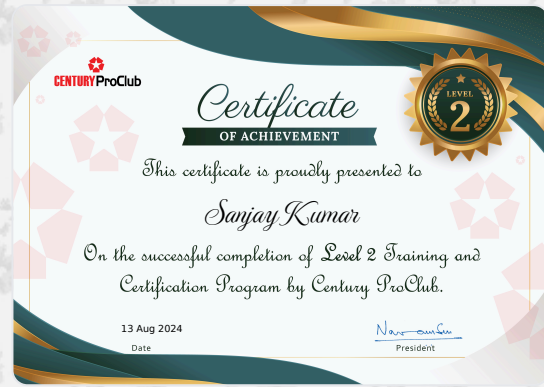 CENTURY ProClub
Certificate
OF ACHIEVEMENT
LEVEL
2
This certificate is proudly presented to
Sanjay Kumar
On the successful completion of Level 2 Training and
Certification Program by Century ProClub.
13 Aug 2024
Date
President